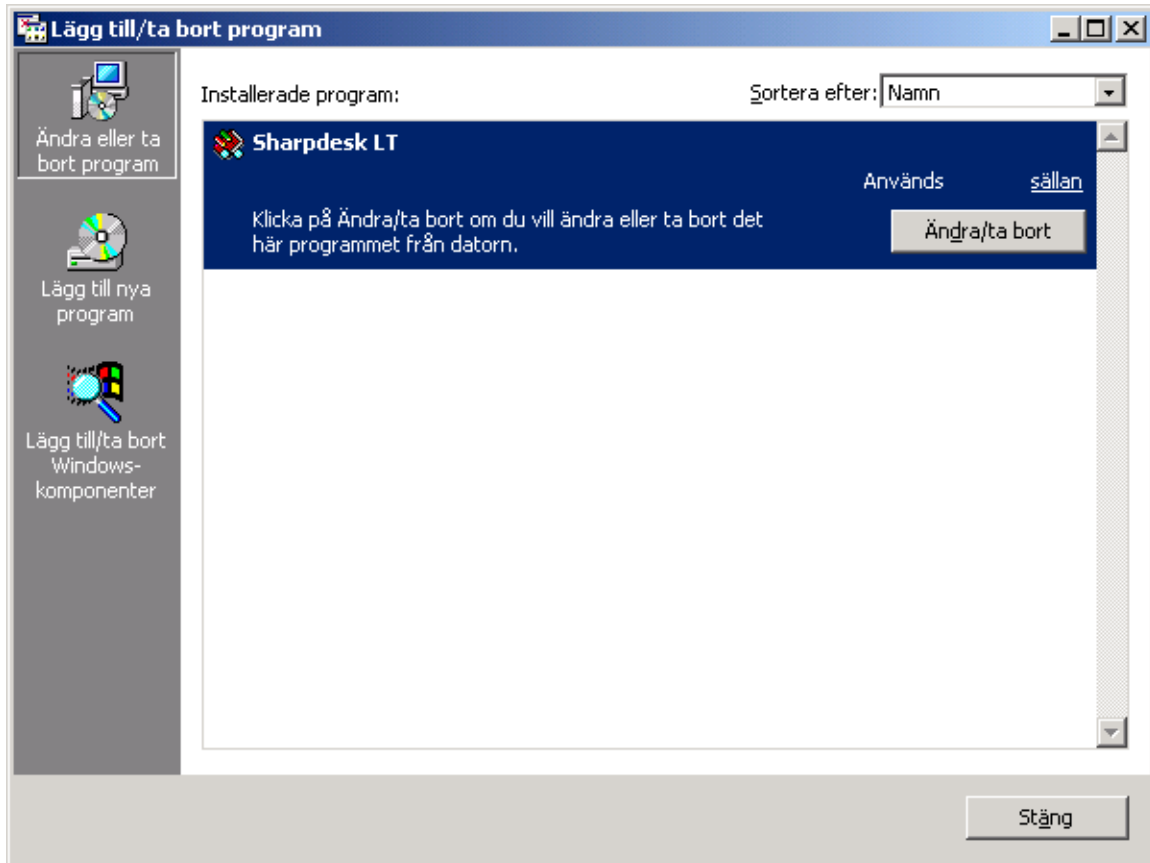 Lägg till/ta bort program
Ändra eller ta
bort program
Lägg till nya
program
Lägg till/ta bort
Windows-
komponenter
Installerade program:
Sortera efter: Namn
Sharpdesk LT
Används sällan
Klicka på Ändra/ta bort om du vill ändra eller ta bort det
här programmet från datorn.
Ändra/ta bort
Stäng